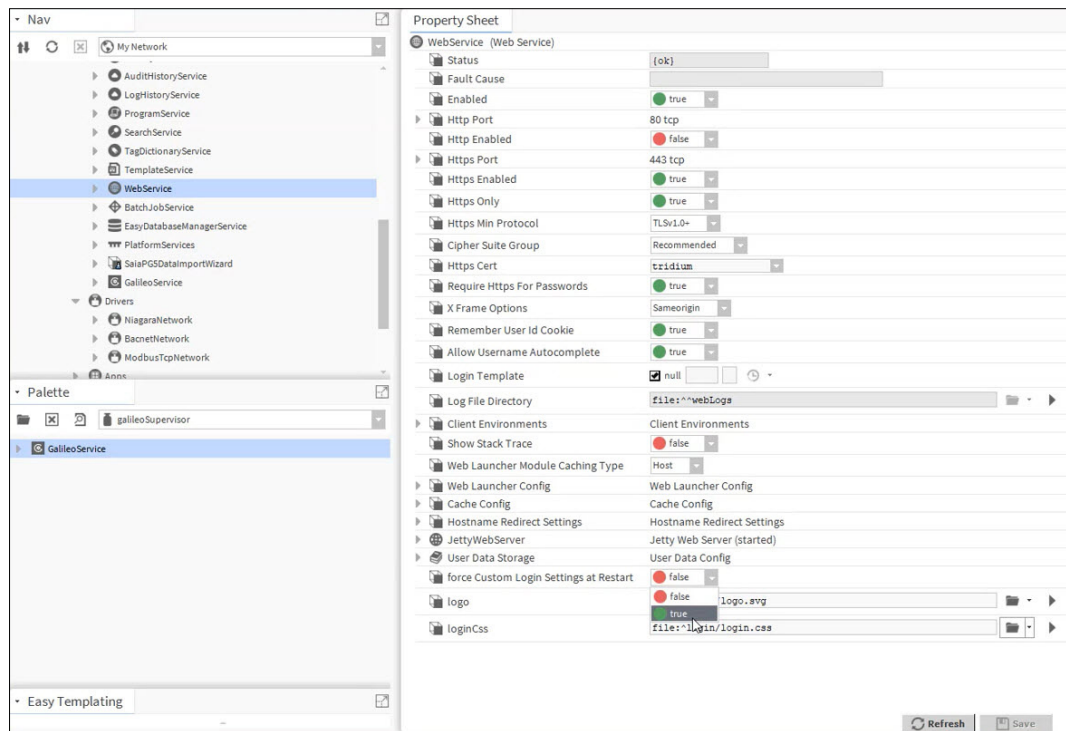 Nav
My Network
AuditHistoryService
LogHistoryService
ProgramService
SearchService
TagDictionaryService
TemplateService
WebService
BatchJobService
EasyDatabaseManagerService
PlatformServices
SaiaPG5DataImportWizard
GalileoService
Drivers
NiagaraNetwork
BacnetNetwork
ModbusTcpNetwork
Apps
Palette
galileoSupervisor
GalileoService
Easy Templating
Property Sheet
WebService (Web Service)
Status {ok}
Fault Cause
Enabled true
Http Port 80 tcp
Http Enabled false
Https Port 443 tcp
Https Enabled true
Https Only true
Https Min Protocol TLSv1.0+
Cipher Suite Group Recommended
Https Cert tridium
Require Https For Passwords true
X Frame Options Sameorigin
Remember User Id Cookie true
Allow Username Autocomplete true
Login Template null
Log File Directory file:^^webLogs
Client Environments Client Environments
Show Stack Trace false
Web Launcher Module Caching Type Host
Web Launcher Config Web Launcher Config
Cache Config Cache Config
Hostname Redirect Settings Hostname Redirect Settings
JettyWebServer Jetty Web Server (started)
User Data Storage User Data Config
force Custom Login Settings at Restart false
false
logo /logo.svg
true
loginCss file:^login/login.css
Refresh Save